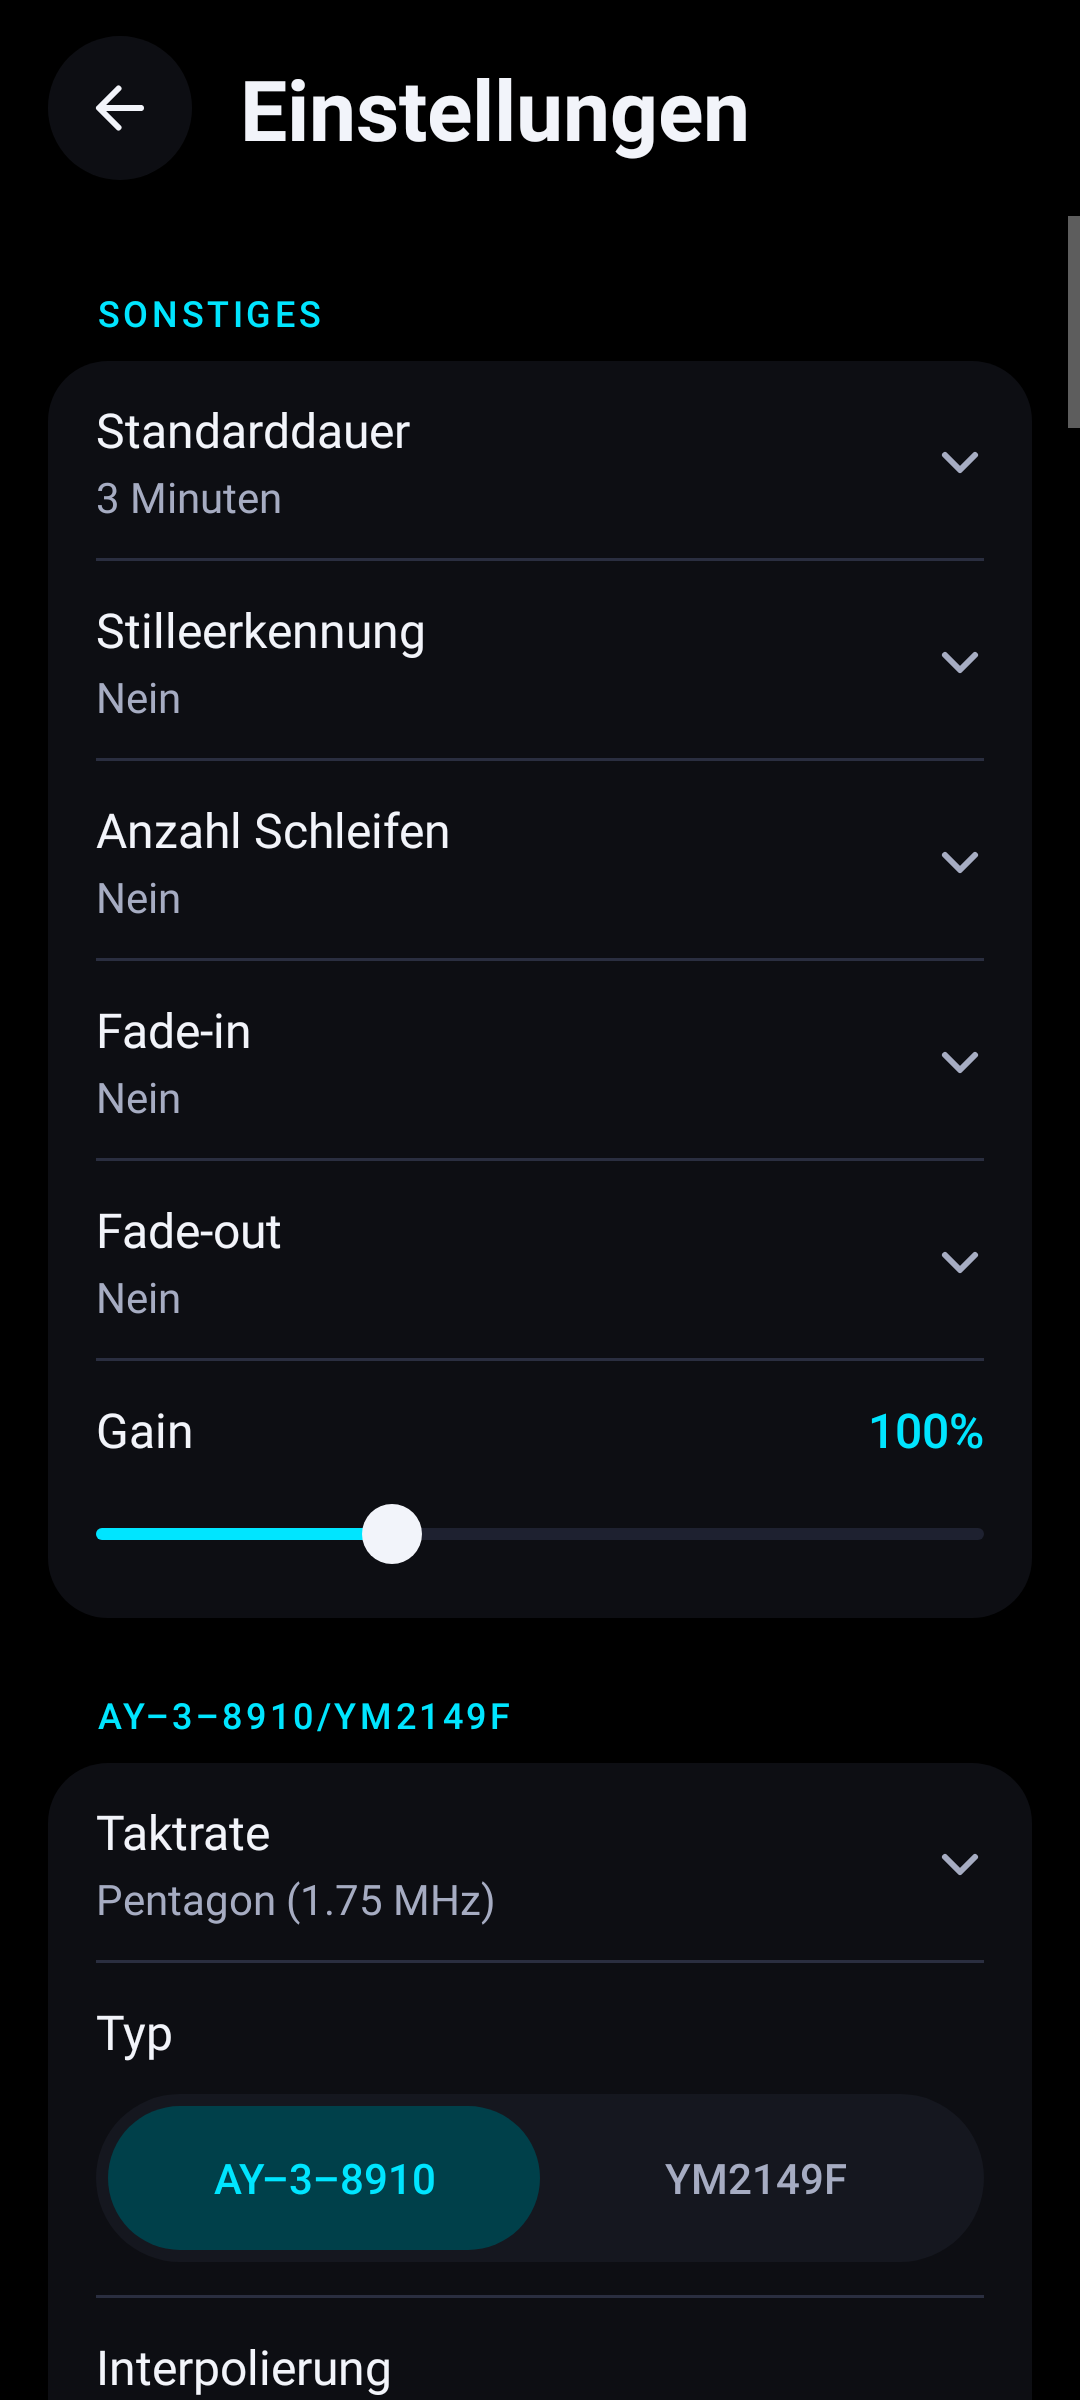 Einstellungen
SONSTIGES
Standarddauer
3 Minuten
Stilleerkennung
Nein
Anzahl Schleifen
Nein
Fade-in
Nein
Fade-out
Nein
Gain
100%
AY–3–8910/YM2149F
Taktrate
Pentagon (1.75 MHz)
Typ
AY–3–8910
YM2149F
Interpolierung